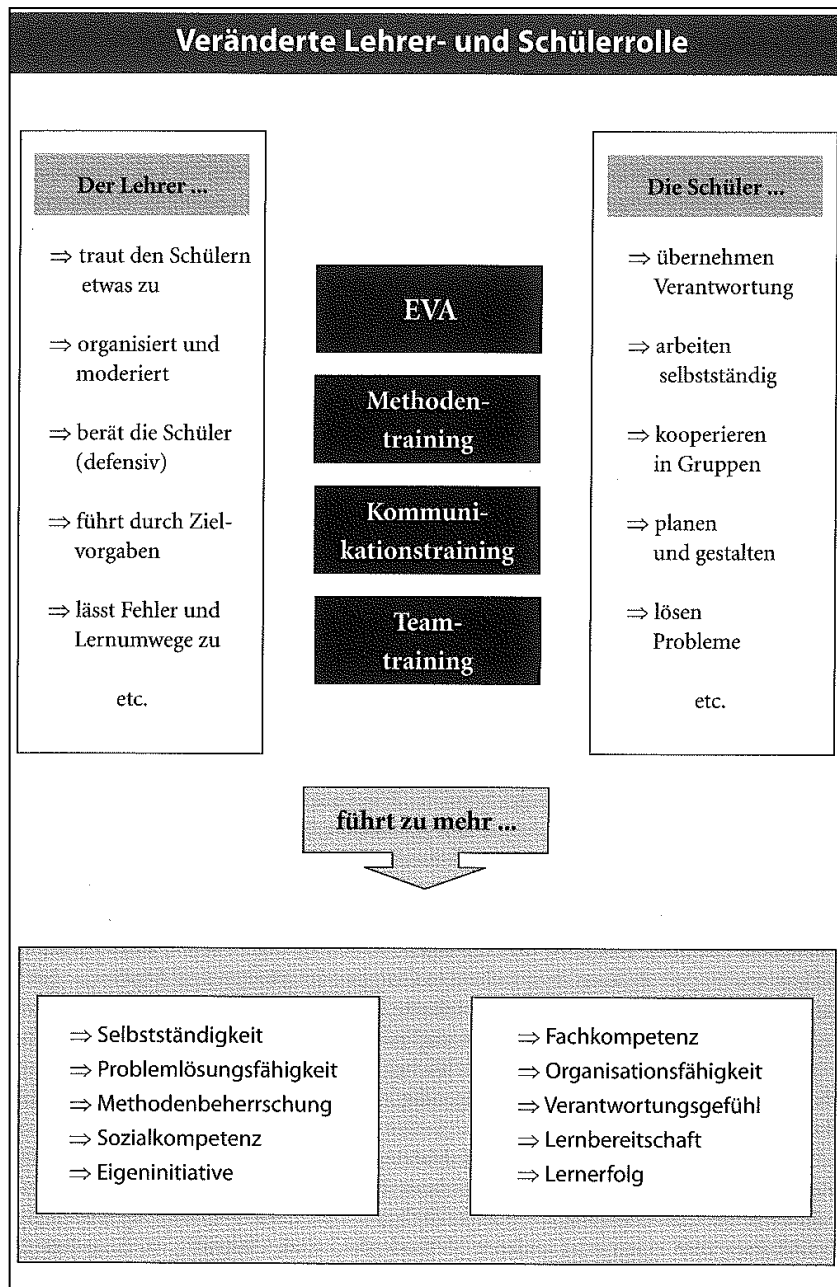 Veränderte Lehrer- und Schülerrolle
Der Lehrer ...
⇒ traut den Schülern
etwas zu
⇒ organisiert und
moderiert
⇒ berät die Schüler
(defensiv)
⇒ führt durch Ziel-
vorgaben
⇒ lässt Fehler und
Lernumwege zu
etc.
EVA
Methoden-
training
Kommuni-
kationstraining
Team-
training
Die Schüler ...
⇒ übernehmen
Verantwortung
⇒ arbeiten
selbstständig
⇒ kooperieren
in Gruppen
⇒ planen
und gestalten
⇒ lösen
Probleme
etc.
führt zu mehr ...
⇒ Selbstständigkeit
⇒ Problemlösungsfähigkeit
⇒ Methodenbeherrschung
⇒ Sozialkompetenz
⇒ Eigeninitiative
⇒ Fachkompetenz
⇒ Organisationsfähigkeit
⇒ Verantwortungsgefühl
⇒ Lernbereitschaft
⇒ Lernerfolg